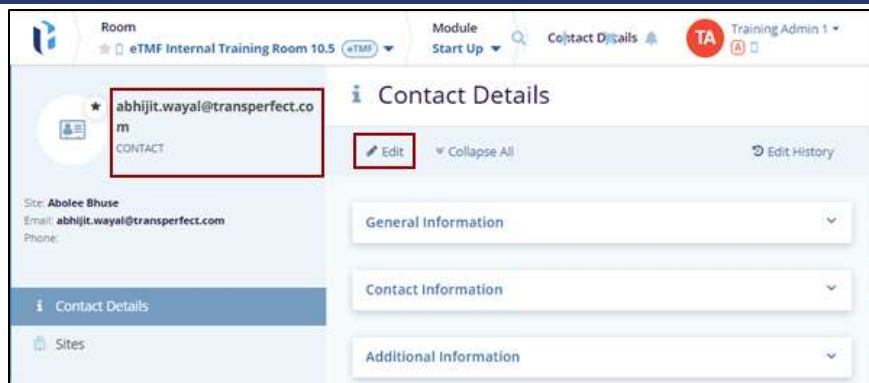 Room
eTMF Internal Training Room 10.5 (eTMF)
Module
Start Up
Contact Details
TA
Training Admin 1
A
abhijit.wayal@transperfect.co
m
CONTACT
Site: Abolee Bhuse
Email: abhijit.wayal@transperfect.com
Phone:
i Contact Details
Sites
i Contact Details
Edit
Collapse All
Edit History
General Information
Contact Information
Additional Information